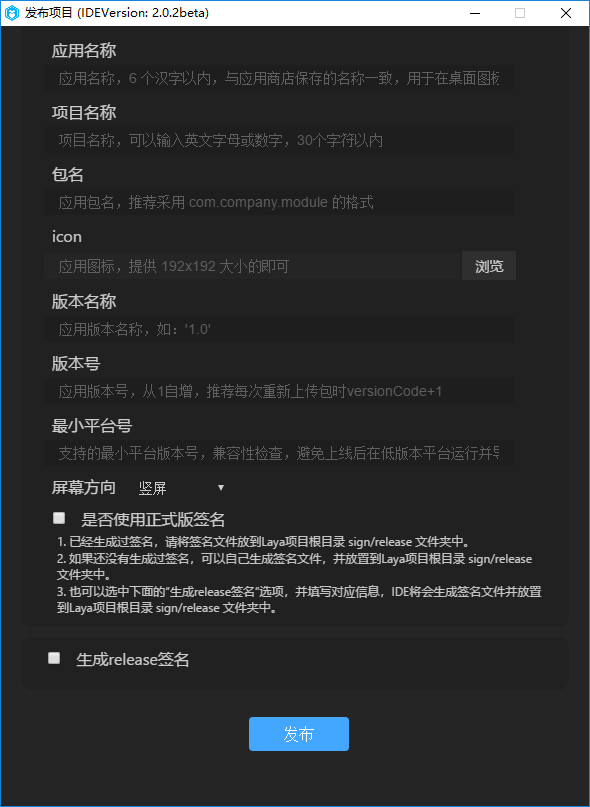 发布项目 (IDEVersion: 2.0.2beta)
应用名称
应用名称，6 个汉字以内，与应用商店保存的名称一致，用于在桌面图标
项目名称
项目名称，可以输入英文字母或数字，30个字符以内
包名
应用包名，推荐采用 com.company.module 的格式
icon
应用图标，提供 192x192 大小的即可
浏览
版本名称
应用版本名称，如：'1.0'
版本号
应用版本号，从1自增，推荐每次重新上传包时versionCode+1
最小平台号
支持的最小平台版本号，兼容性检查，避免上线后在低版本平台运行并导
屏幕方向 竖屏
是否使用正式版签名
1. 已经生成过签名，请将签名文件放到Laya项目根目录 sign/release 文件夹中。
2. 如果还没有生成过签名，可以自己生成签名文件，并放置到Laya项目根目录 sign/release
文件夹中。
3. 也可以选中下面的“生成release签名”选项，并填写对应信息，IDE将会生成签名文件并放置
到Laya项目根目录 sign/release 文件夹中。
生成release签名
发布